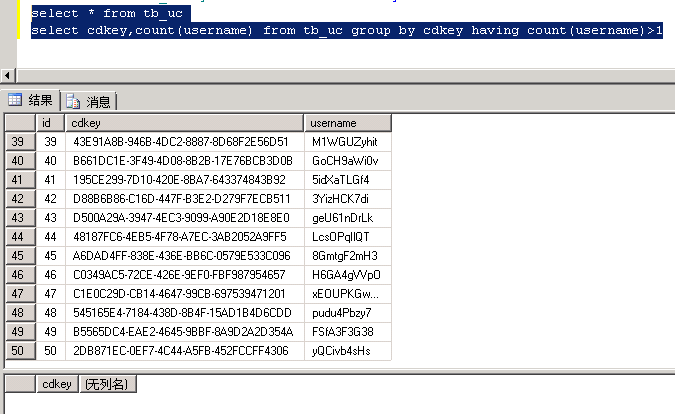 select * from tb_uc
select cdkey,count(username) from tb_uc group by cdkey having count(username)>1
结果 消息
id cdkey username
39 39 43E91A8B-946B-4DC2-8887-8D68F2E56D51 M1WGUZyhit
40 40 B661DC1E-3F49-4D08-8B2B-17E76BCB3D0B GoCH9aWi0v
41 41 195CE299-7D10-420E-8BA7-643374843B92 5idXaTLGf4
42 42 D88B6B86-C16D-447F-B3E2-D279F7ECB511 3YizHCK7di
43 43 D500A29A-3947-4EC3-9099-A90E2D18E8E0 geU61nDrLk
44 44 48187FC6-4EB5-4F78-A7EC-3AB2052A9FF5
45 45 A6DAD4FF-838E-436E-BB6C-0579E533C096 8GmtgF2mH3
46 46 C0349AC5-72CE-426E-9EF0-FBF987954657 H6GA4gVVpO
47 47 C1E0C29D-CB14-4647-99CB-697539471201 xEOUPKGw...
48 48 545165E4-7184-438D-8B4F-15AD1B4D6CDD pudu4Pbzy7
49 49 B5565DC4-EAE2-4645-9BBF-8A9D2A2D354A FSfA3F3G38
50 50 2DB871EC-0EF7-4C44-A5FB-452FCCFF4306 yQCivb4sHs
cdkey (无列名)